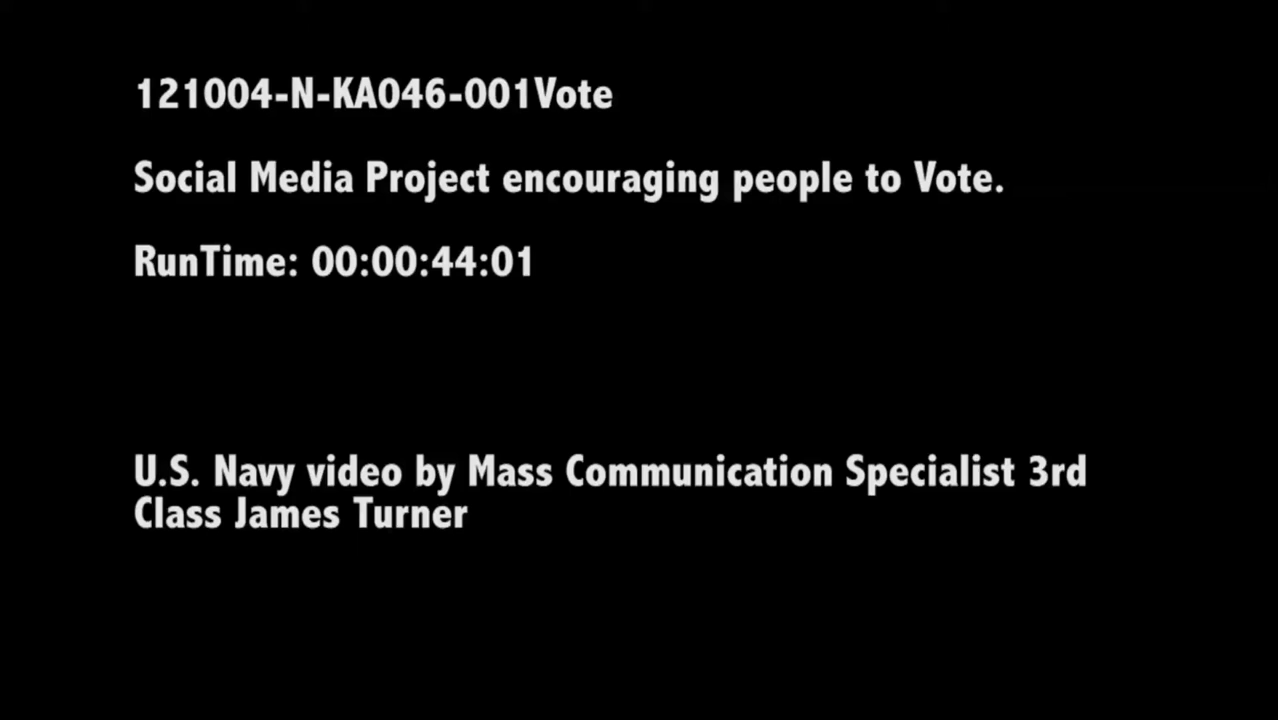 121004-N-KA046-001Vote
Social Media Project encouraging people to Vote.
RunTime: 00:00:44:01
U.S. Navy video by Mass Communication Specialist 3rd
Class James Turner